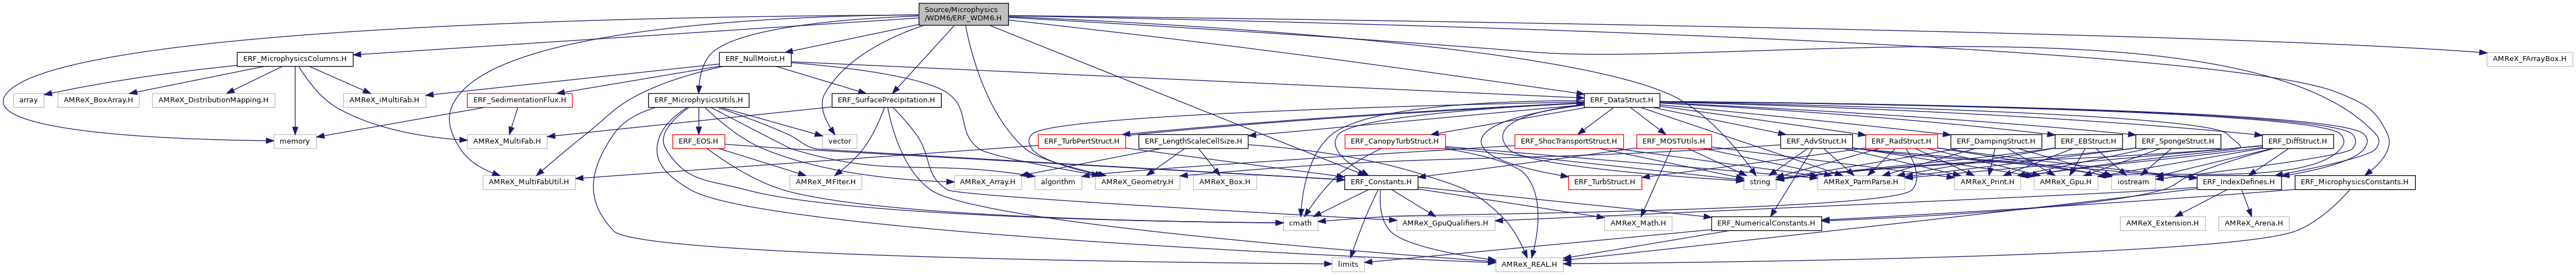 Source/Microphysics
/WDM6/ERF_WDM6.H
ERF_MicrophysicsColumns.H
ERF_NullMoist.H
AMReX_FArrayBox.H
array
AMReX_BoxArray.H
AMReX_DistributionMapping.H
AMReX_iMultiFab.H
ERF_SedimentationFlux.H
ERF_MicrophysicsUtils.H
ERF_SurfacePrecipitation.H
ERF_DataStruct.H
memory
AMReX_MultiFab.H
ERF_EOS.H
vector
ERF_TurbPertStruct.H
ERF_LengthScaleCellSize.H
ERF_CanopyTurbStruct.H
ERF_ShocTransportStruct.H
ERF_MOSTUtils.H
ERF_AdvStruct.H
ERF_RadStruct.H
ERF_DampingStruct.H
ERF_EBStruct.H
ERF_SpongeStruct.H
ERF_DiffStruct.H
AMReX_MultiFabUtil.H
AMReX_MFIter.H
AMReX_Array.H
algorithm
AMReX_Geometry.H
AMReX_Box.H
ERF_Constants.H
ERF_TurbStruct.H
string
AMReX_ParmParse.H
AMReX_Print.H
AMReX_Gpu.H
iostream
ERF_IndexDefines.H
ERF_MicrophysicsConstants.H
cmath
AMReX_GpuQualifiers.H
AMReX_Math.H
ERF_NumericalConstants.H
AMReX_Extension.H
AMReX_Arena.H
limits
AMReX_REAL.H